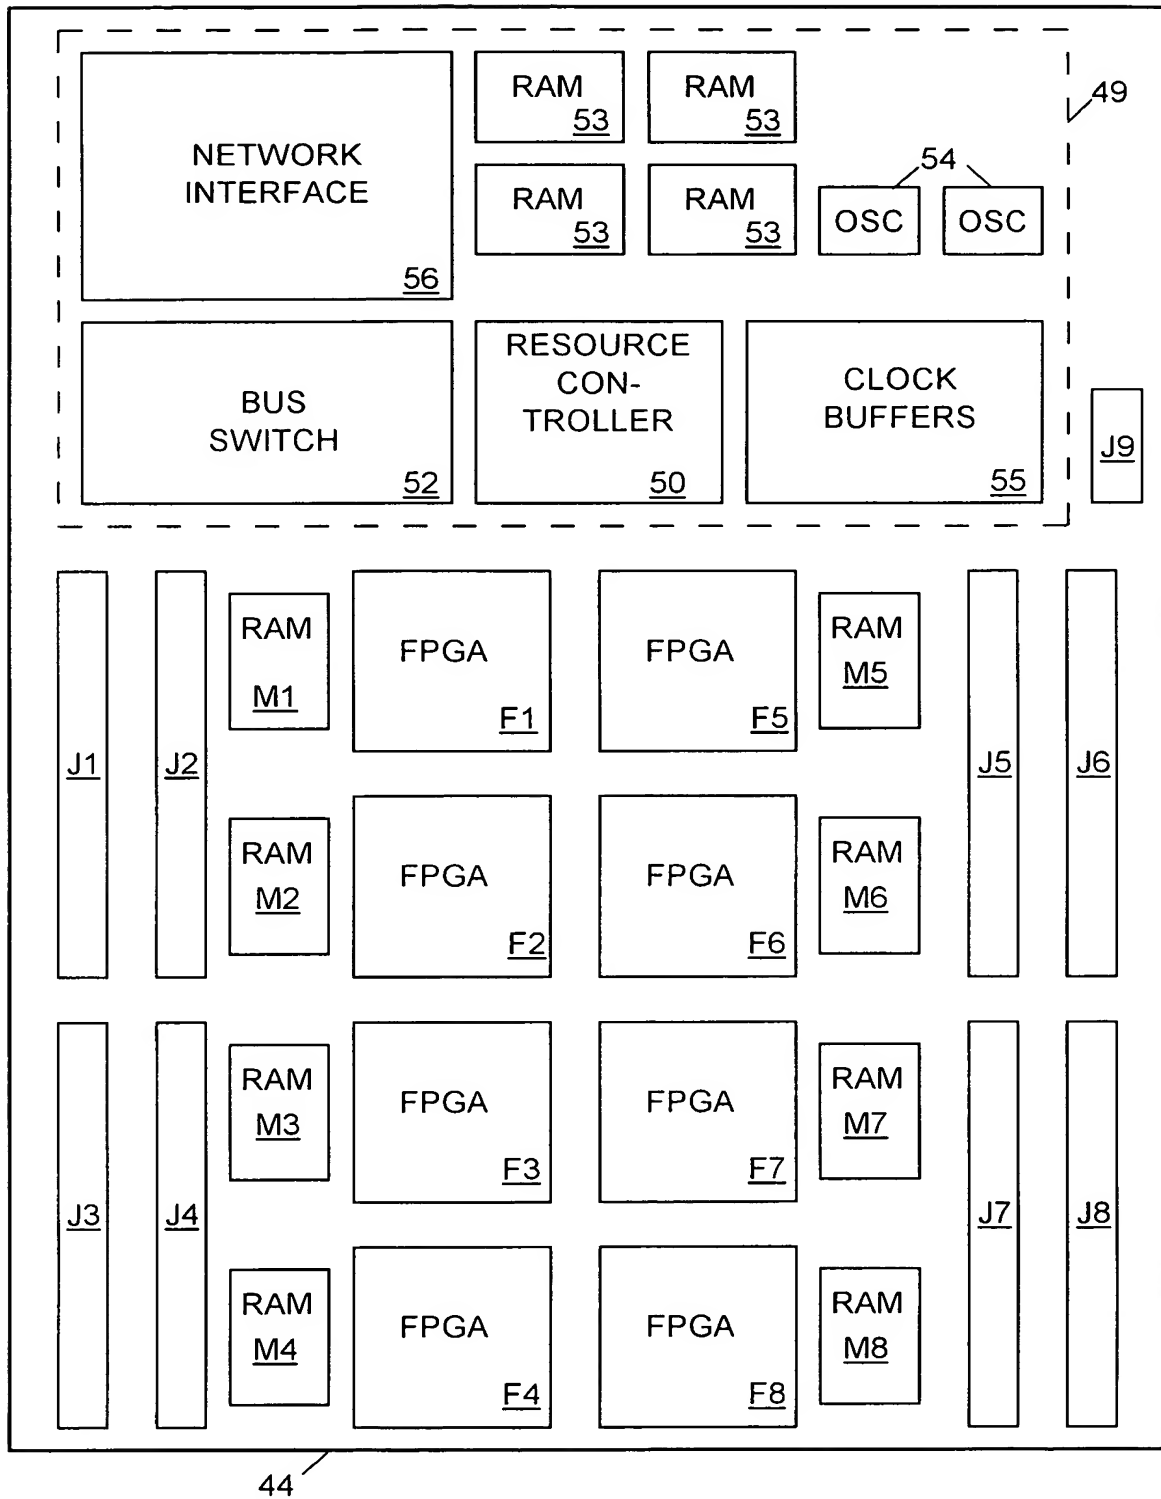 NETWORK
INTERFACE
56
RAM
53
RAM
53
RAM
53
RAM
53
49
54
OSC
OSC
BUS
SWITCH
52
RESOURCE
CON-
TROLLER
50
CLOCK
BUFFERS
55
J9
J1
J2
RAM
M1
FPGA
F1
FPGA
F5
RAM
M5
J5
J6
RAM
M2
FPGA
F2
FPGA
F6
RAM
M6
J3
J4
RAM
M3
FPGA
F3
FPGA
F7
RAM
M7
J7
J8
RAM
M4
FPGA
F4
FPGA
F8
RAM
M8
44